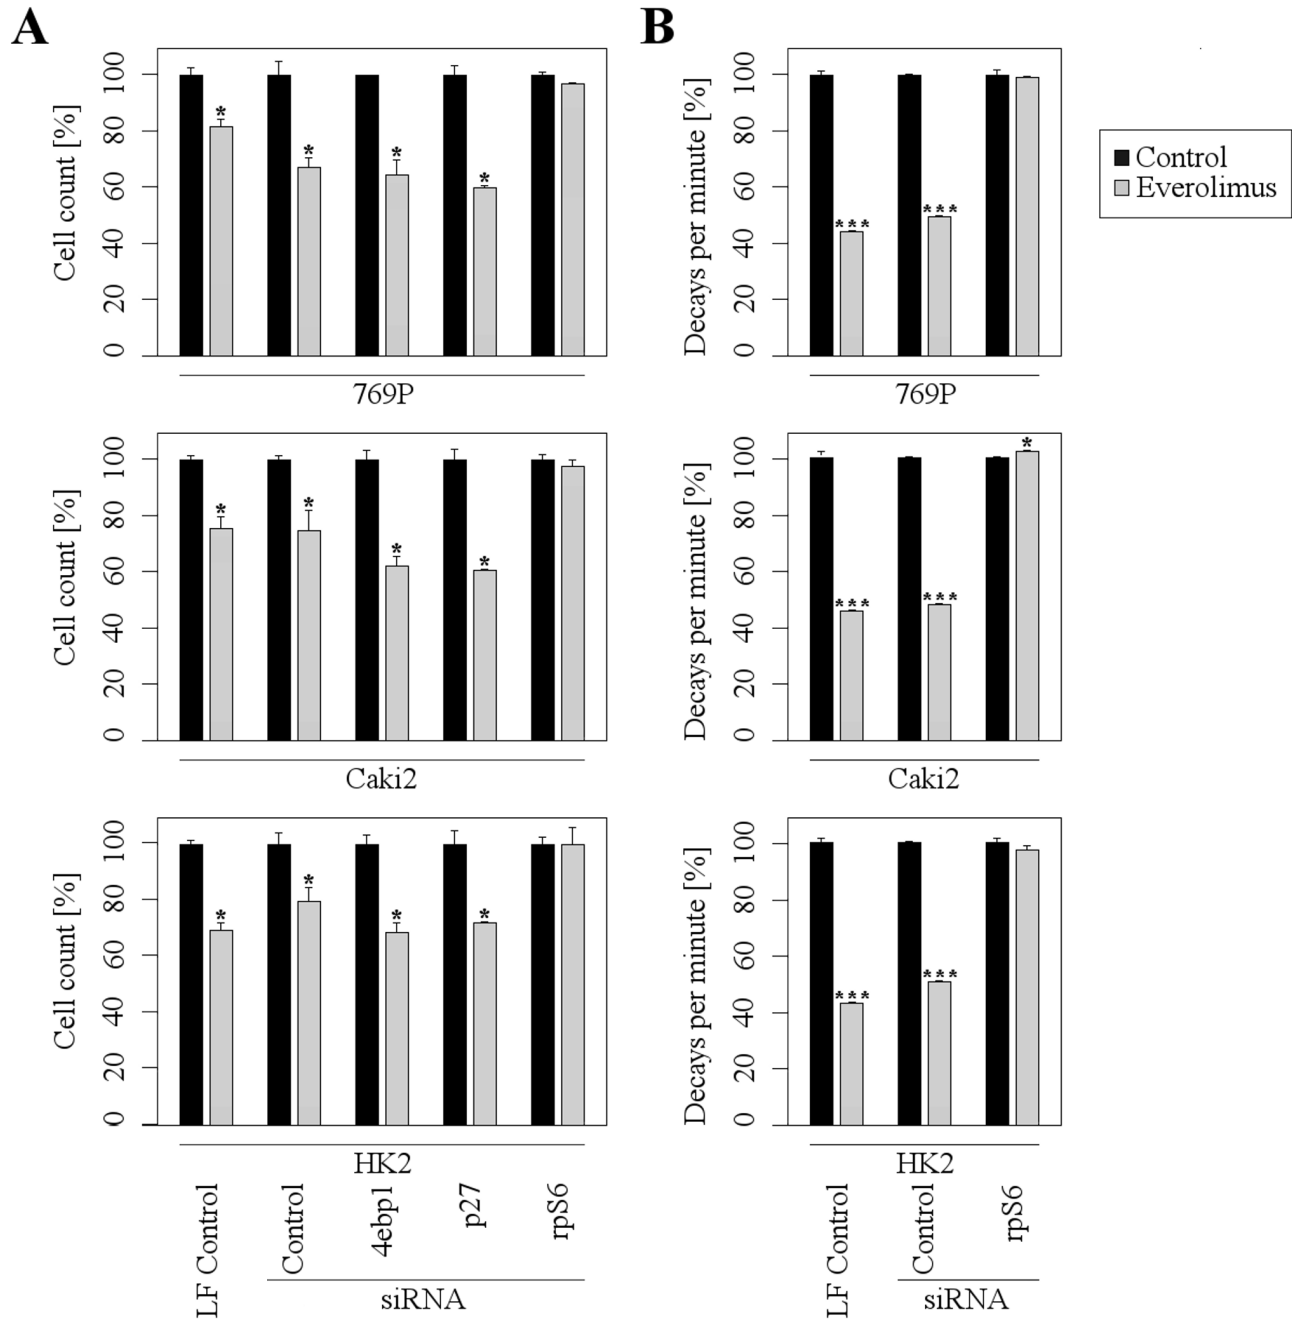 A
B
Cell count [%]
0 20 40 60 80 100
* * * *
769P
Decays per minute [%]
0 20 40 60 80 100
*** ***
769P
Control
Everolimus
Cell count [%]
0 20 40 60 80 100
* * * *
Caki2
Decays per minute [%]
0 20 40 60 80 100
*** *** *
Caki2
Cell count [%]
0 20 40 60 80 100
* * * *
HK2
LF Control
Control
4ebp1
p27
rpS6
siRNA
Decays per minute [%]
0 20 40 60 80 100
*** ***
HK2
LF Control
Control
rpS6
siRNA